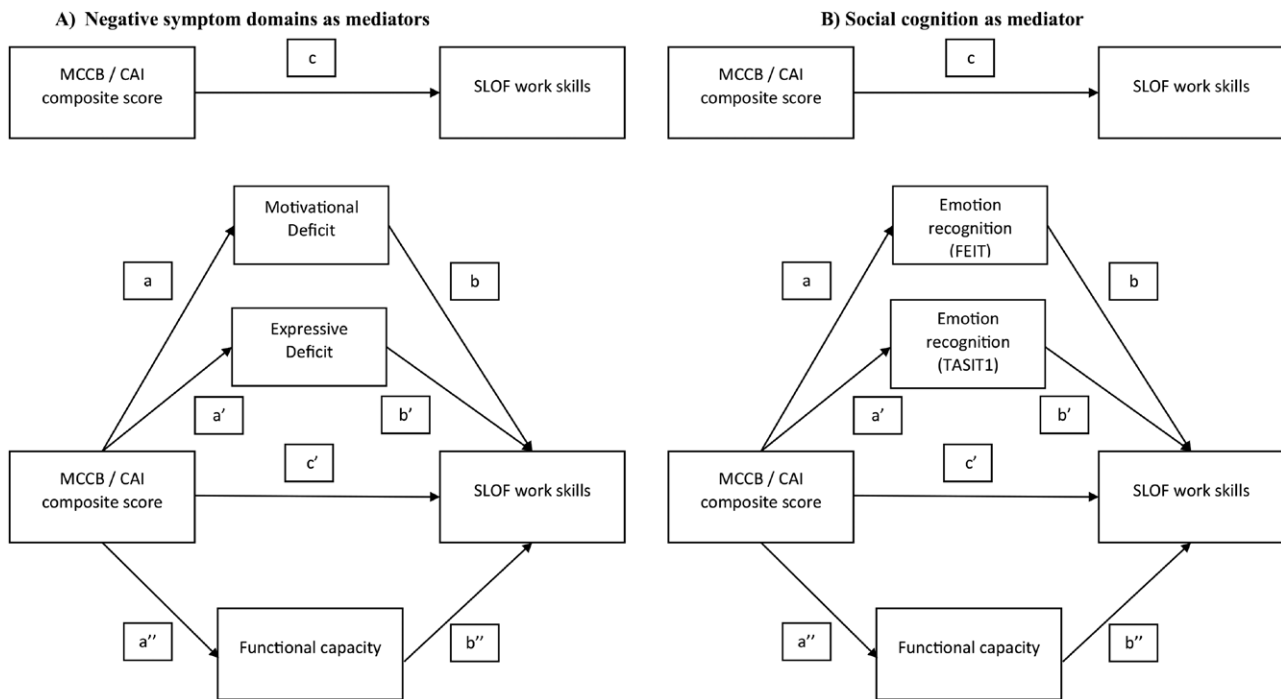 A) Negative symptom domains as mediators
c
MCCB / CAI
composite score
SLOF work skills
Motivational
Deficit
a
b
Expressive
Deficit
a'
b'
c'
MCCB / CAI
composite score
SLOF work skills
a''
Functional capacity
b''
B) Social cognition as mediator
c
MCCB / CAI
composite score
SLOF work skills
Emotion
recognition
(FEIT)
a
b
Emotion
recognition
(TASIT1)
a'
b'
c'
MCCB / CAI
composite score
SLOF work skills
a''
Functional capacity
b''